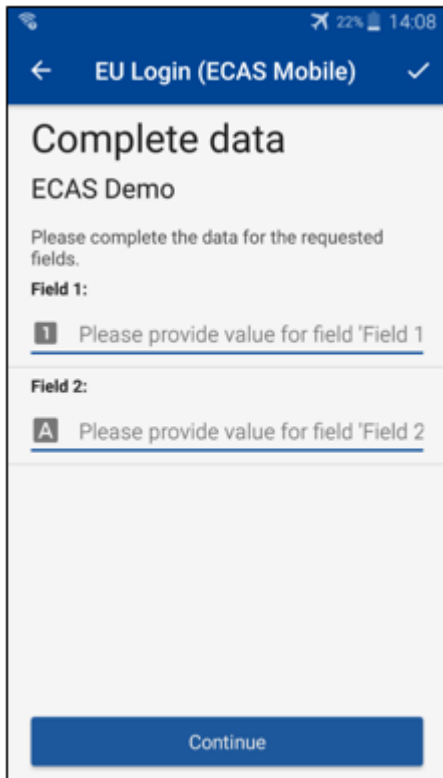 22% 14:08
EU Login (ECAS Mobile)
Complete data
ECAS Demo
Please complete the data for the requested
fields.
Field 1:
1 Please provide value for field 'Field 1
Field 2:
A Please provide value for field 'Field 2
Continue